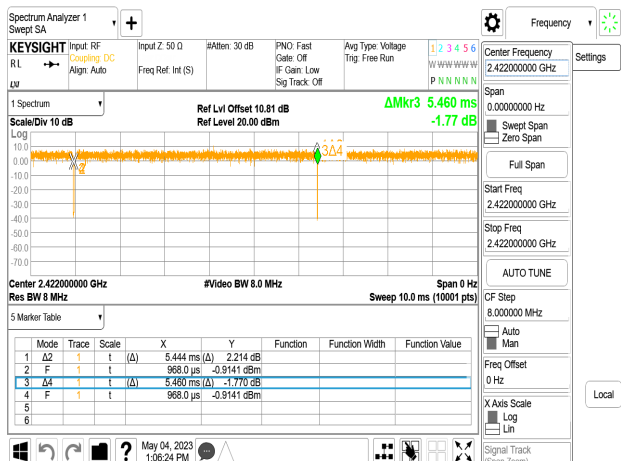 Spectrum Analyzer 1
Swept SA
Frequency
KEYSIGHT
RL
Input: RF
Coupling: DC
Align: Auto
Input Z: 50 Ω
Freq Ref: Int (S)
#Atten: 30 dB
PNO: Fast
Gate: Off
IF Gain: Low
Sig Track: Off
Avg Type: Voltage
Trig: Free Run
1 2 3 4 5 6
W W W W W W
P N N N N N
1 Spectrum
Scale/Div 10 dB
Ref Lvl Offset 10.81 dB
Ref Level 20.00 dBm
ΔMkr3 5.460 ms
-1.77 dB
Log
10.0
0.00
-10.0
-20.0
-30.0
-40.0
-50.0
-60.0
-70.0
3Δ4
Center 2.422000000 GHz
Res BW 8 MHz
#Video BW 8.0 MHz
Span 0 Hz
Sweep 10.0 ms (10001 pts)
5 Marker Table
Mode Trace Scale X Y Function Function Width Function Value
1 Δ2 1 t (Δ) 5.444 ms (Δ) 2.214 dB
2 F 1 t 968.0 µs -0.9141 dBm
3 Δ4 1 t (Δ) 5.460 ms (Δ) -1.770 dB
4 F 1 t 968.0 µs -0.9141 dBm
5
6
May 04, 2023
1:06:24 PM
Center Frequency
2.422000000 GHz
Span
0.00000000 Hz
Swept Span
Zero Span
Full Span
Start Freq
2.422000000 GHz
Stop Freq
2.422000000 GHz
AUTO TUNE
CF Step
8.000000 MHz
Auto
Man
Freq Offset
0 Hz
X Axis Scale
Log
Lin
Signal Track
(Span Zoom)
Settings
Local